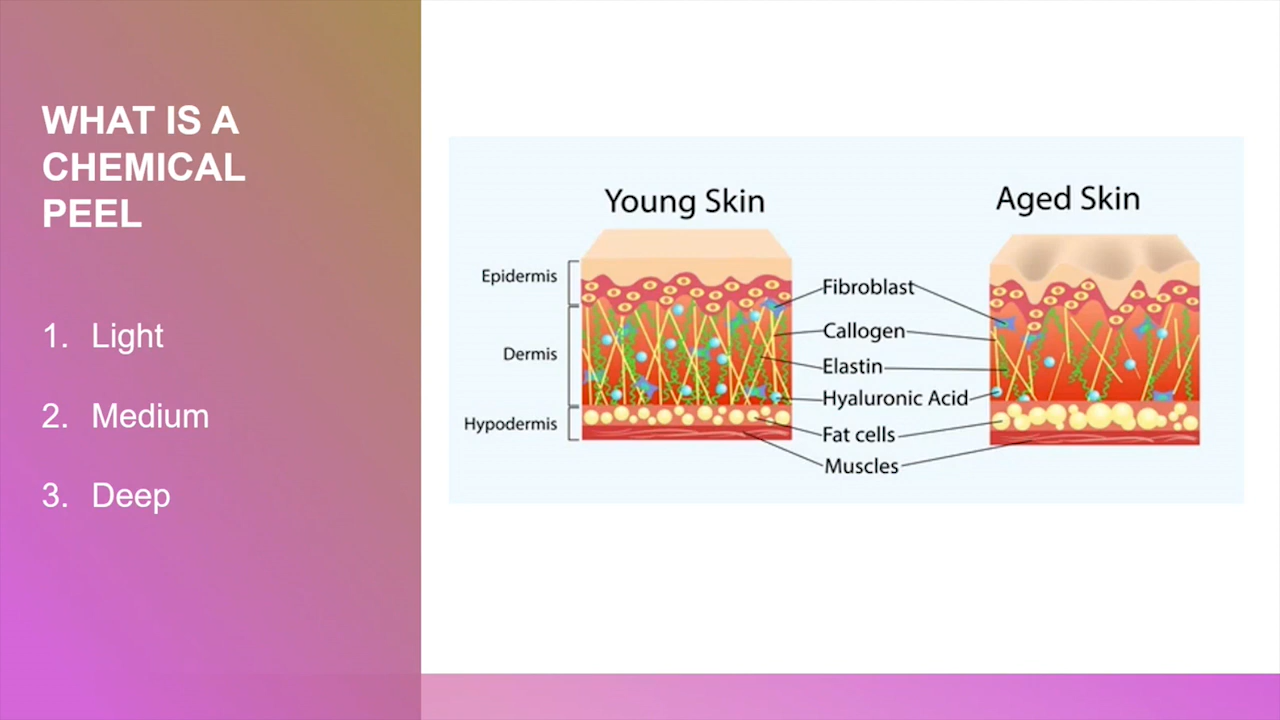 WHAT IS A
CHEMICAL
PEEL
1. Light
2. Medium
3. Deep
Young Skin
Aged Skin
Epidermis
Dermis
Hypodermis
Fibroblast
Callogen
Elastin
Hyaluronic Acid
Fat cells
Muscles